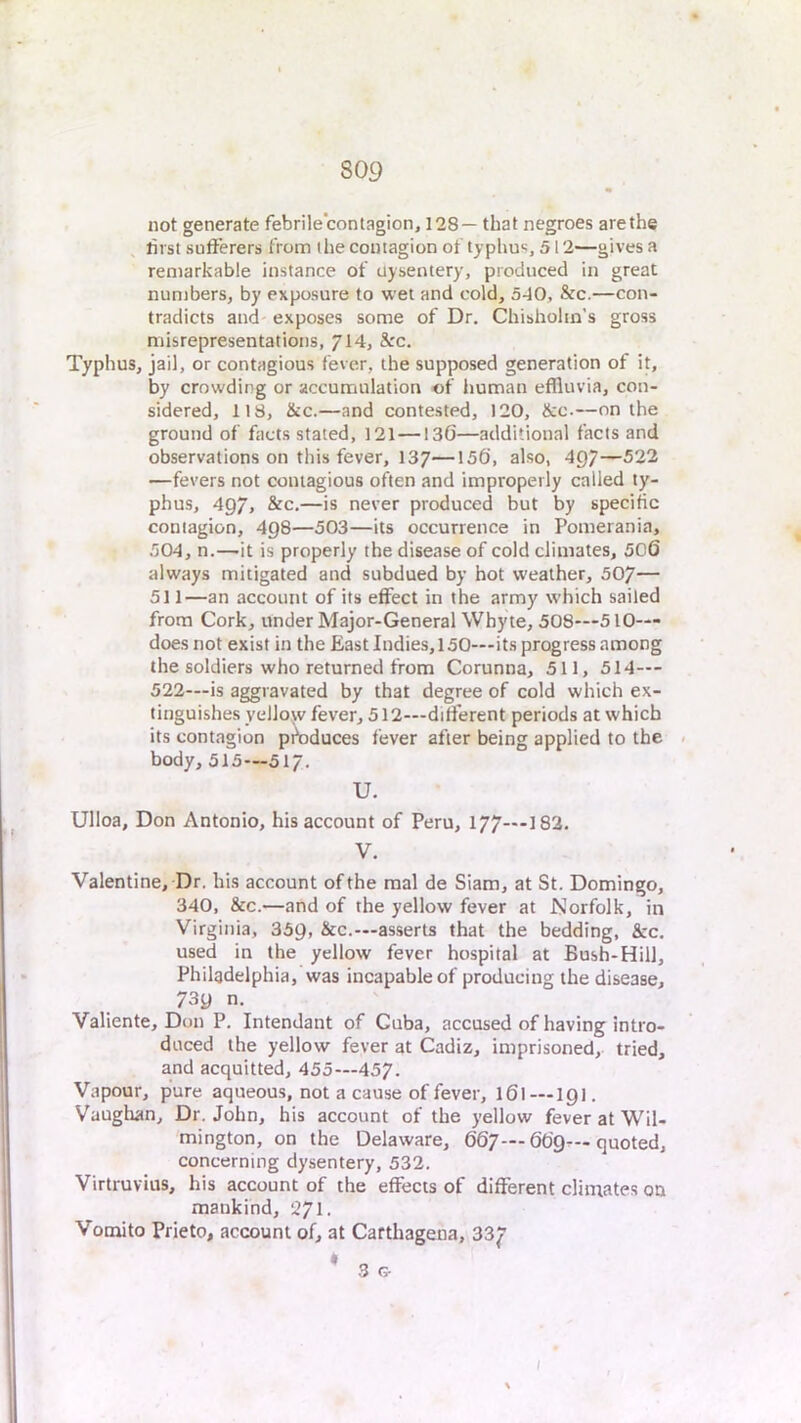 809
not generate febrile contagion, 128— that negroes are the
first sufferers from the contagion of typhus, 512—gives a
remarkable instance of dysentery, produced in great
numbers, by exposure to wet and cold, 540, &c.—con-
tradicts and exposes some of Dr. Chisholm's gross
misrepresentations, 714, &c.
Typhus, jail, or contagious fever, the supposed generation of it,
by crowding or accumulation of human effluvia, con-
sidered, 118, &c.—and contested, 120, &c.—on the
ground of facts stated, 121—136—additional facts and
observations on this fever, 137—156, also, 497—522
—fevers not contagious often and improperly called ty-
phus, 497, &c.—is never produced but by specific
contagion, 498—503—its occurrence in Pomerania,
504, n.—it is properly the disease of cold climates, 506
always mitigated and subdued by hot weather, 507—
511—an account of its effect in the army which sailed
from Cork, under Major-General Whyte, 508---510---
does not exist in the East Indies, 150---its progress among
the soldiers who returned from Corunna, 511, 514---
522---is aggravated by that degree of cold which ex-
tinguishes yellow fever, 512---different periods at which
its contagion produces fever after being applied to the
body, 515---517.
U.
Ulloa, Don Antonio, his account of Peru, 177---182.
V.
Valentine, Dr. his account of the mal de Siam, at St. Domingo,
340, &c.—and of the yellow fever at Norfolk, in
Virginia, 359, &c.---asserts that the bedding, &c.
used in the yellow fever hospital at Bush-Hill,
Philadelphia, was incapable of producing the disease,
739 n.
Valiente, Don P. Intendant of Cuba, accused of having intro-
duced the yellow fever at Cadiz, imprisoned, tried,
and acquitted, 455---457.
Vapour, pure aqueous, not a cause of fever, 161---191.
Vaughan, Dr. John, his account of the yellow fever at Wil-
mington, on the Delaware, 667---669---quoted,
concerning dysentery, 532.
Virtruvius, his account of the effects of different climates on
mankind, 271.
Vomito Prieto, account of, at Carthagena, 337
3 G